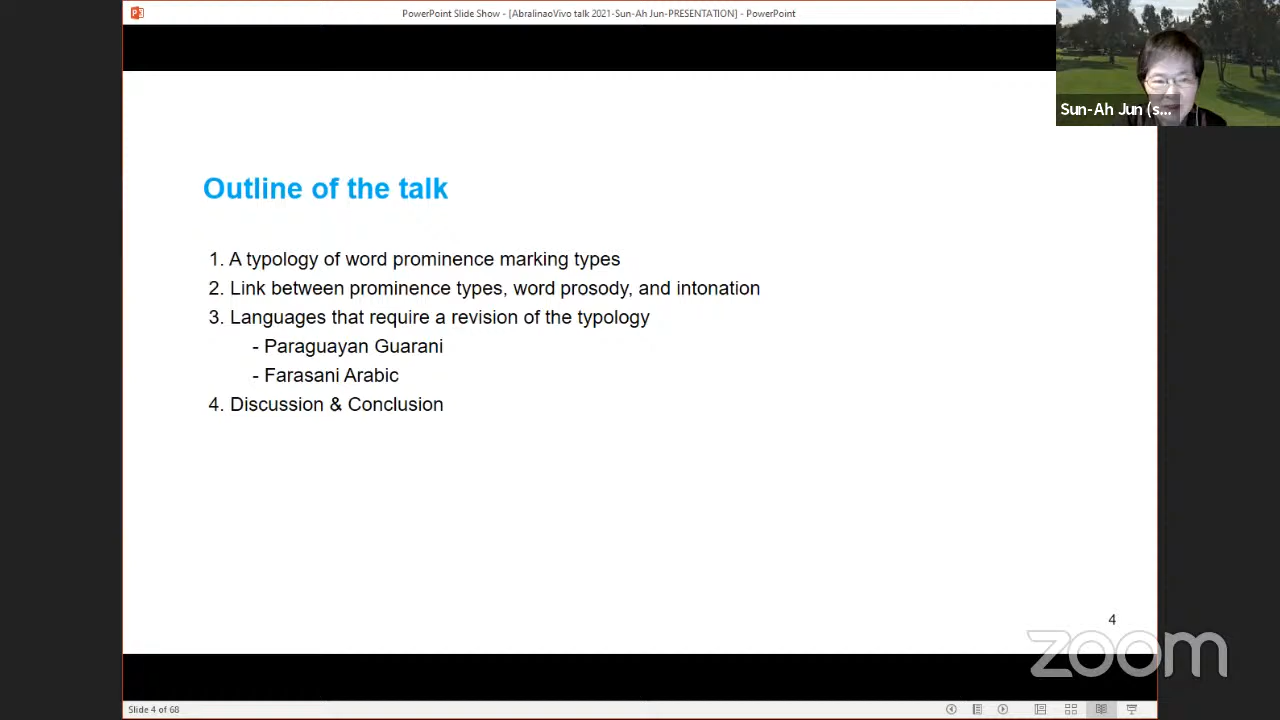 PowerPoint Slide Show - [AbralinaoVivo talk 2021-Sun-Ah Jun-PRESENTATION] - PowerPoint
Sun-Ah Jun (s...
Outline of the talk
1. A typology of word prominence marking types
2. Link between prominence types, word prosody, and intonation
3. Languages that require a revision of the typology
- Paraguayan Guarani
- Farasani Arabic
4. Discussion & Conclusion
4
zoom
Slide 4 of 68